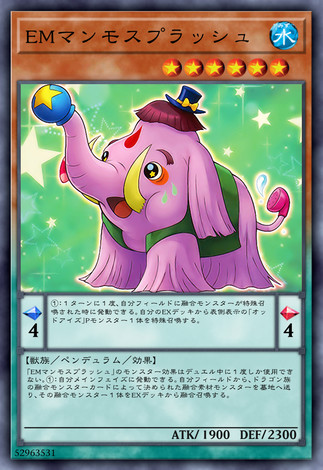 EMマンモスプラッシュ
水
①：1ターンに1度、自分フィールドに融合モンスターが特殊召
喚された時に発動できる。自分のEXデッキから表側表示の「オッ
ドアイズ」Pモンスター1体を特殊召喚する。
4
4
【獣族／ペンデュラム／効果】
「EMマンモスプラッシュ」のモンスター効果はデュエル中に1度しか使用で
きない。①：自分メインフェイズに発動できる。自分フィールドから、ドラゴン族
の融合モンスターカードによって決められた融合素材モンスターを墓地へ送
り、その融合モンスター1体をEXデッキから融合召喚する。
ATK/ 1900 DEF/2300
52963531